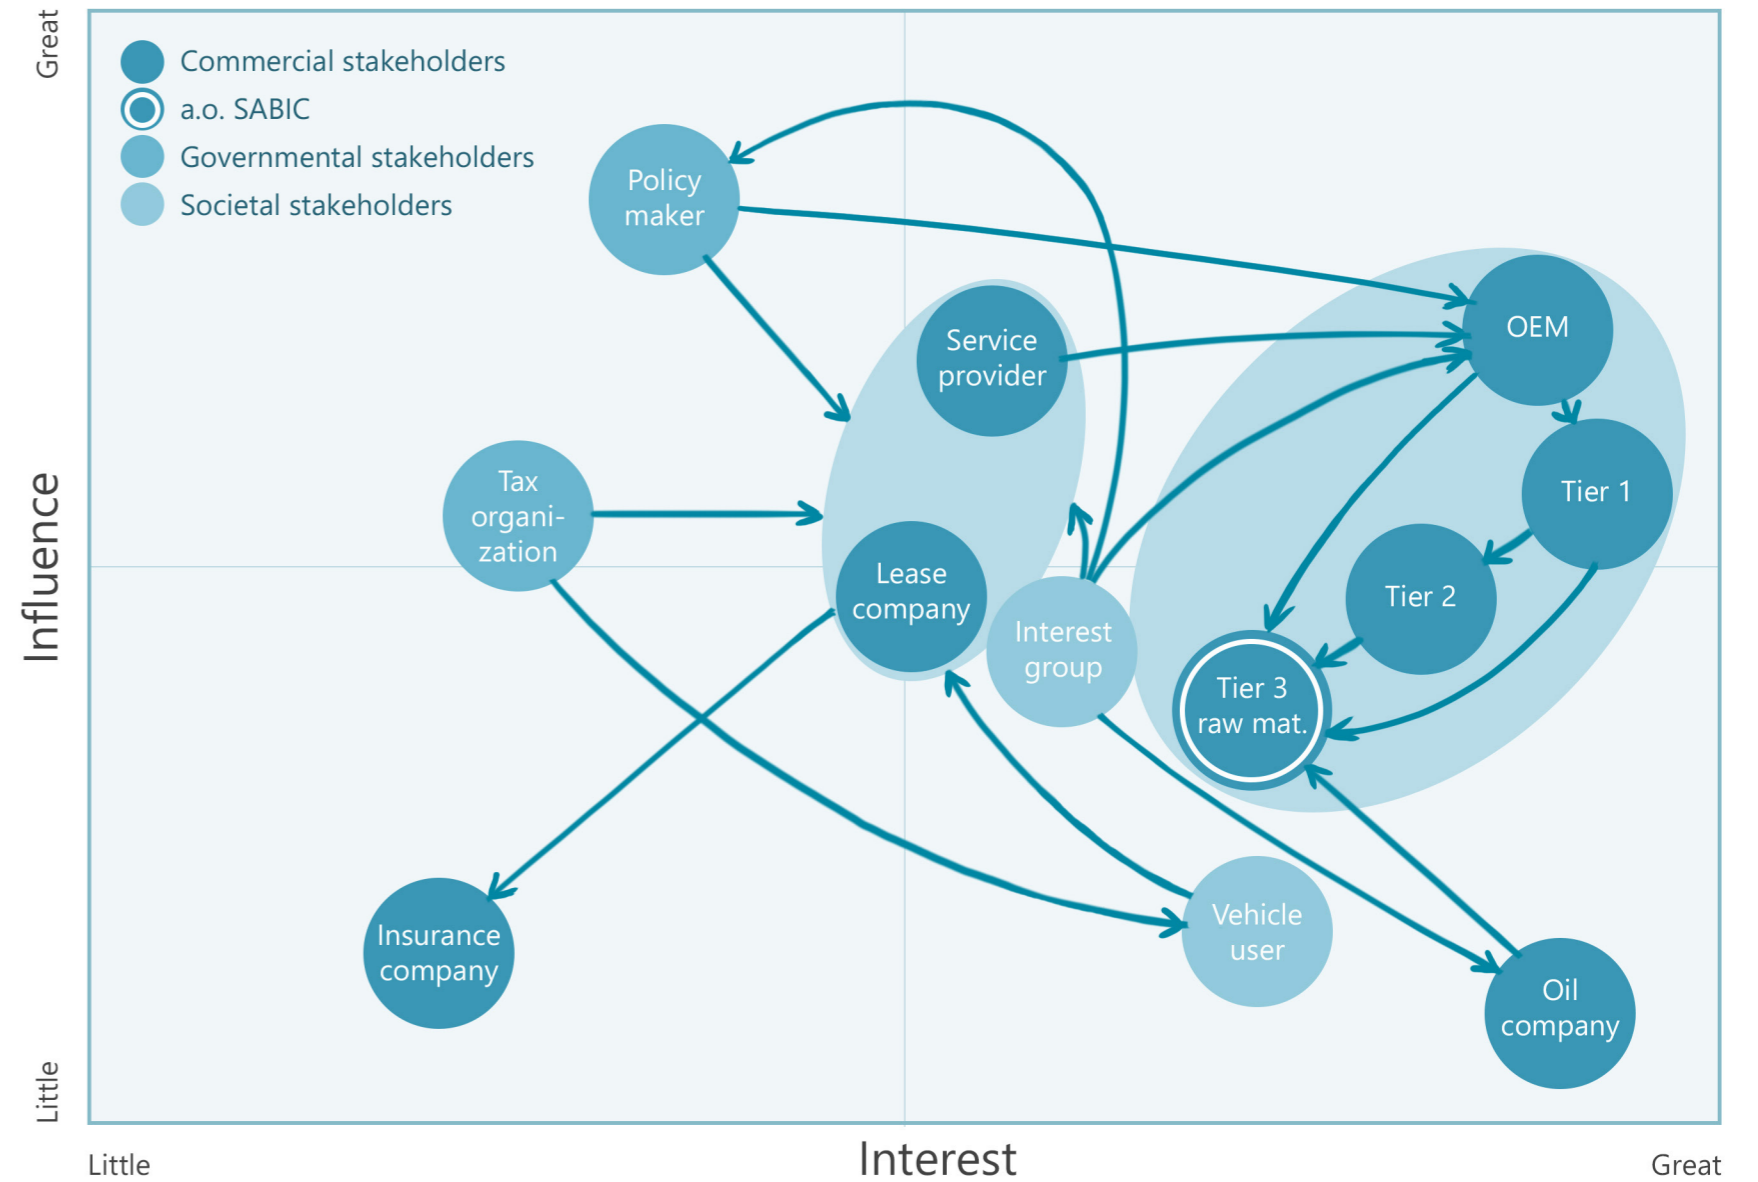 Great
Commercial stakeholders
a.o. SABIC
Governmental stakeholders
Societal stakeholders
Policy
maker
Service
provider
OEM
Tax
organi-
zation
Tier 1
Influence
Lease
company
Tier 2
Interest
group
Tier 3
raw mat.
Insurance
company
Vehicle
user
Oil
company
Little
Little
Interest
Great